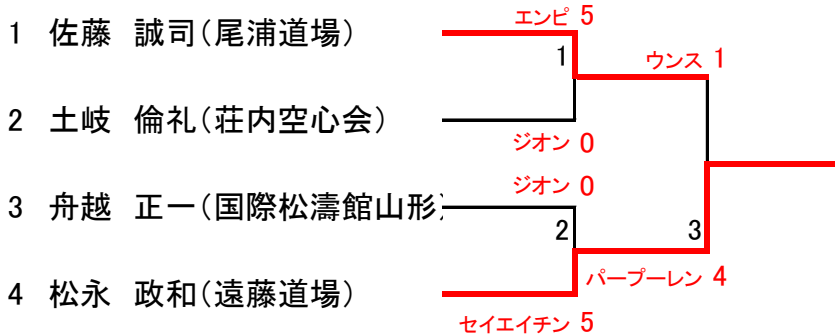 エンピ 5
1 佐藤 誠司(尾浦道場)
1
ウンス 1
2 土岐 倫礼(荘内空心会)
ジオン 0
ジオン 0
3 舟越 正一(国際松濤館山形)
2
3
パープーレン 4
4 松永 政和(遠藤道場)
セイエイチン 5